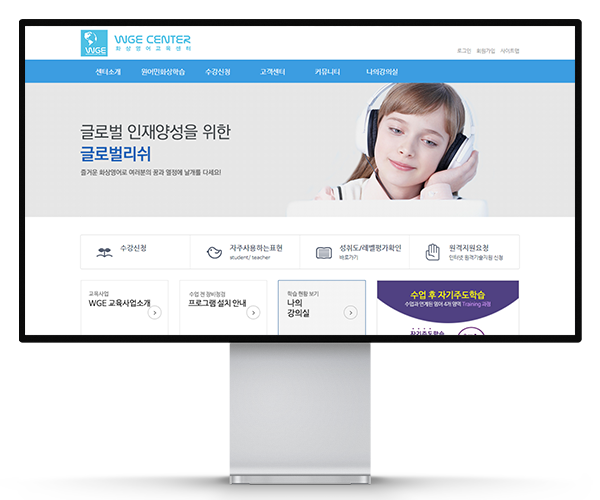 WGE
WGE CENTER
화상영어교육센터
로그인 회원가입 사이트맵
센터소개 원어민화상학습 수강신청 고객센터 커뮤니티 나의강의실
글로벌 인재양성을 위한
글로벌리쉬
즐거운 화상영어로 여러분의 꿈과 열정에 날개를 다세요!
수강신청
자주사용하는표현
student/ teacher
성취도/레벨평가확인
바로가기
원격지원요청
인터넷 원격기술지원 신청
교육사업
WGE 교육사업소개
수업 전 장비점검
프로그램 설치 안내
학습 현황 보기
나의
강의실
수업 후 자기주도학습
수업과 연계된 영어 4개 영역 Training 과정
자기주도학습